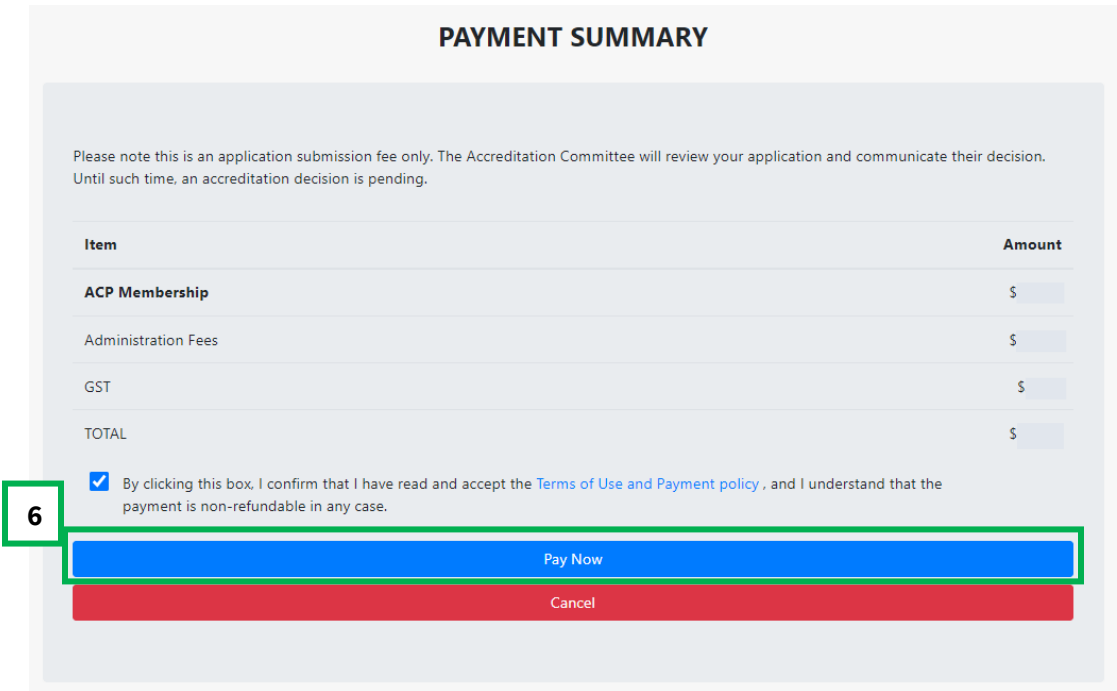 PAYMENT SUMMARY
Please note this is an application submission fee only. The Accreditation Committee will review your application and communicate their decision.
Until such time, an accreditation decision is pending.
Item Amount
ACP Membership $
Administration Fees $
GST $
TOTAL $
By clicking this box, I confirm that I have read and accept the Terms of Use and Payment policy , and I understand that the
payment is non-refundable in any case.
6
Pay Now
Cancel